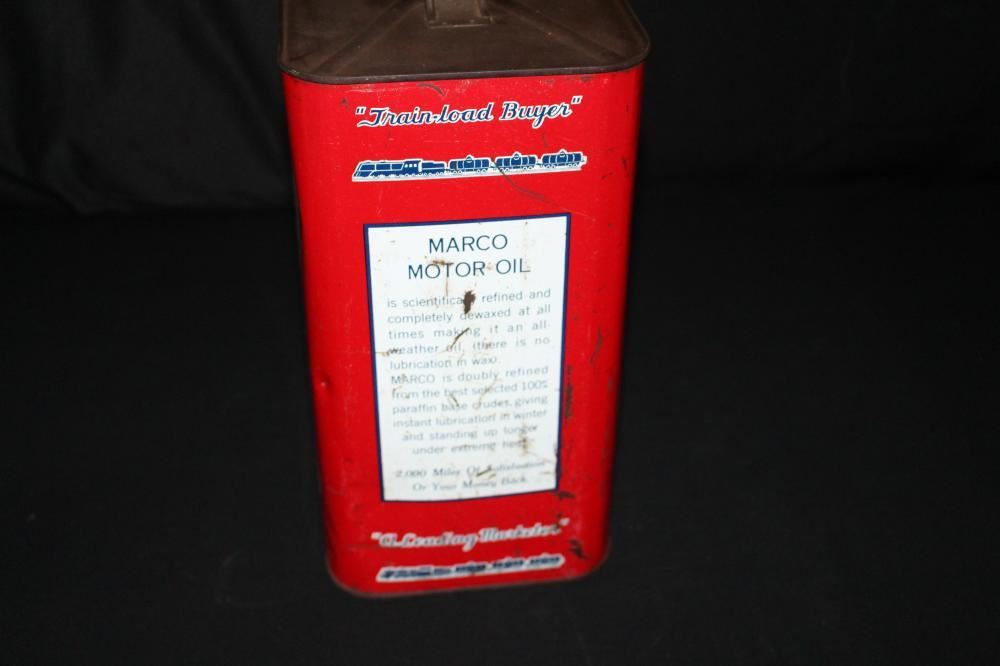 "Train-load Buyer"
MARCO
MOTOR OIL
is scientifically refined and
completely dewaxed at all
times making it an all-
weather oil, (there is no
lubrication in wax).
MARCO is doubly refined
from the best selected 100%
paraffin base crudes, giving
instant lubrication in winter
and standing up longer
under extreme
2,000 Miles Of Satisfaction
Or Your Money Back.
"A Leading Marketer"